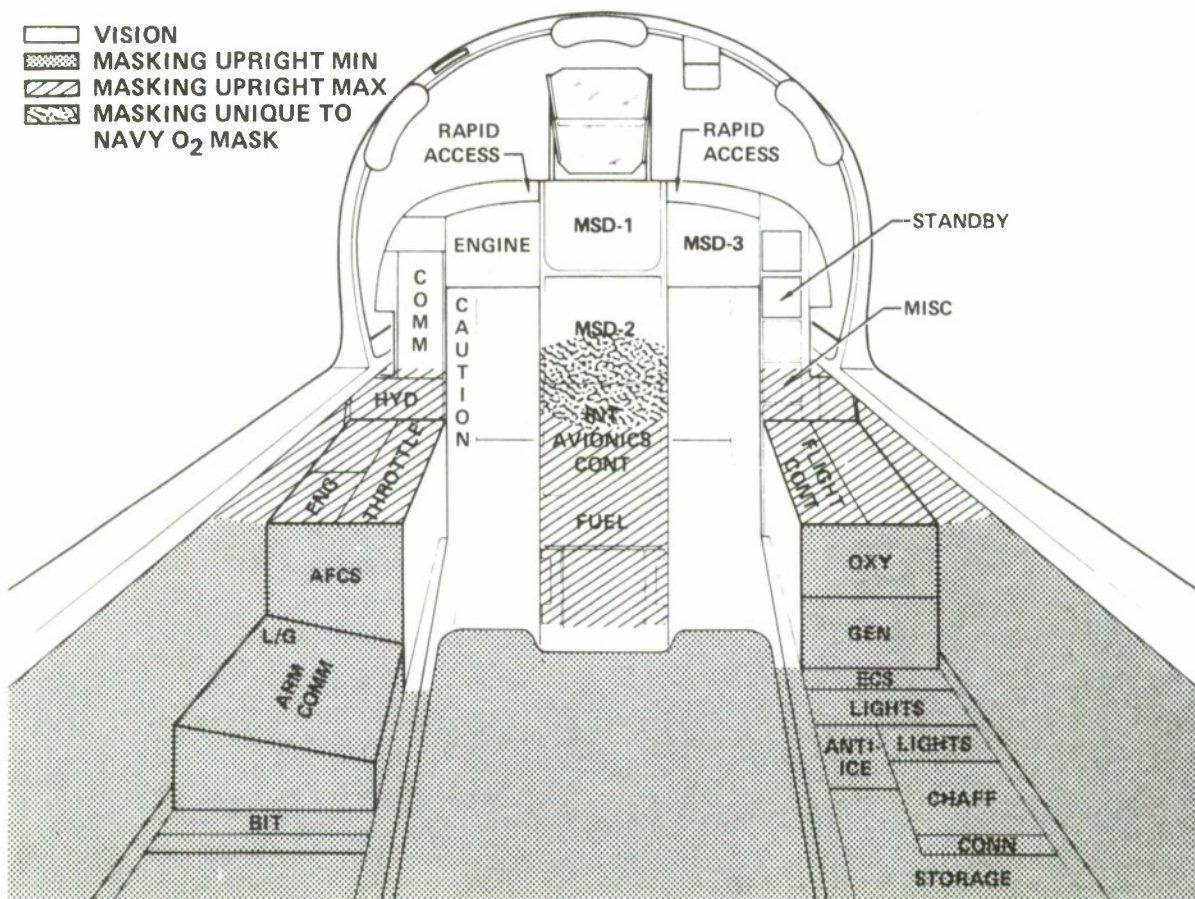 VISION
MASKING UPRIGHT MIN
MASKING UPRIGHT MAX
MASKING UNIQUE TO
NAVY O2 MASK
RAPID
ACCESS
RAPID
ACCESS
ENGINE
MSD-1
MSD-3
STANDBY
COMM
CAUTION
MSD-2
MISC
HYD
INT
AVIONICS
CONT
ENG
THROTTLE
FUEL
FLIGHT
CONT
AFCS
OXY
L/G
ARM
COMM
GEN
ECS
LIGHTS
ANTI-
ICE
LIGHTS
CHAFF
BIT
CONN
STORAGE